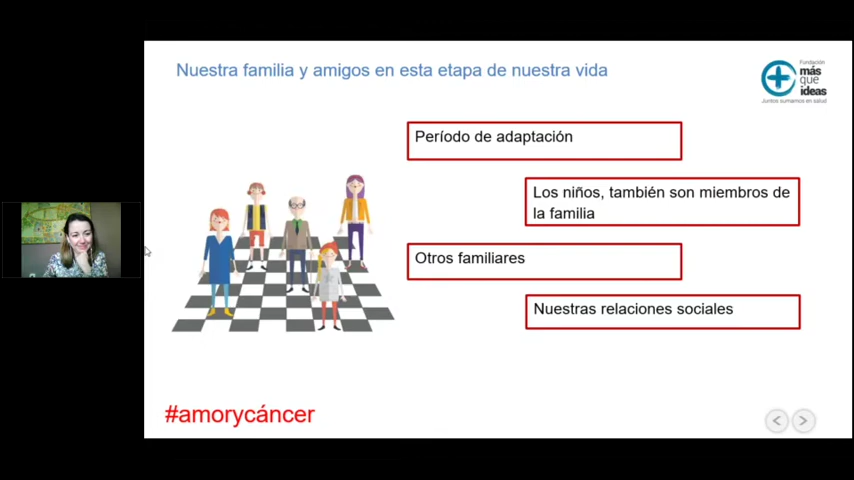 Nuestra familia y amigos en esta etapa de nuestra vida
Fundación
más
que
ideas
Juntos sumamos en salud
Período de adaptación
Los niños, también son miembros de
la familia
Otros familiares
Nuestras relaciones sociales
#amorycáncer